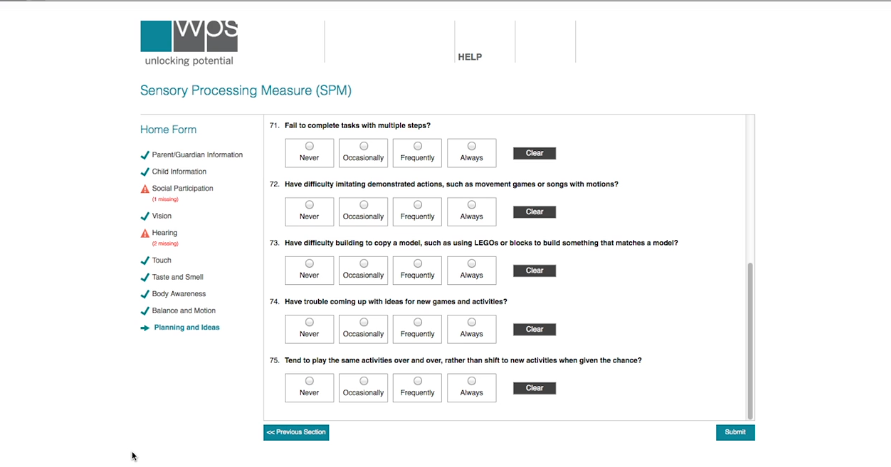 wps
unlocking potential
HELP
Sensory Processing Measure (SPM)
Home Form
Parent/Guardian Information
Child Information
Social Participation
(1 missing)
Vision
Hearing
(2 missing)
Touch
Taste and Smell
Body Awareness
Balance and Motion
Planning and Ideas
71. Fail to complete tasks with multiple steps?
Never Occasionally Frequently Always Clear
72. Have difficulty imitating demonstrated actions, such as movement games or songs with motions?
Never Occasionally Frequently Always Clear
73. Have difficulty building to copy a model, such as using LEGOs or blocks to build something that matches a model?
Never Occasionally Frequently Always Clear
74. Have trouble coming up with ideas for new games and activities?
Never Occasionally Frequently Always Clear
75. Tend to play the same activities over and over, rather than shift to new activities when given the chance?
Never Occasionally Frequently Always Clear
<< Previous Section Submit